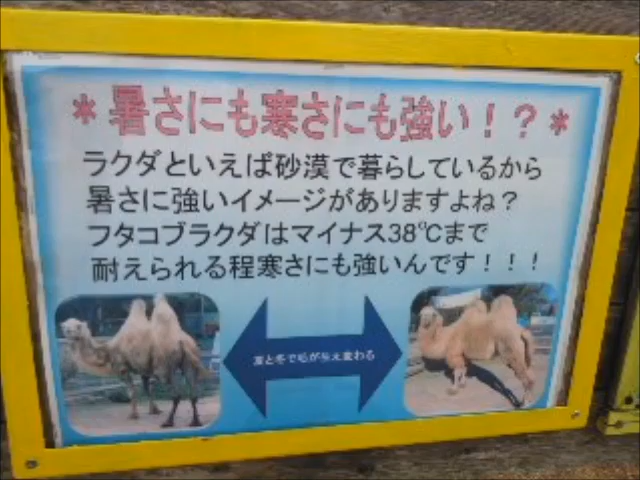 ＊暑さにも寒さにも強い！？＊
ラクダといえば砂漠で暮らしているから
暑さに強いイメージがありますよね？
フタコブラクダはマイナス38℃まで
耐えられる程寒さにも強いんです！！！
夏と冬で毛が生え変わる